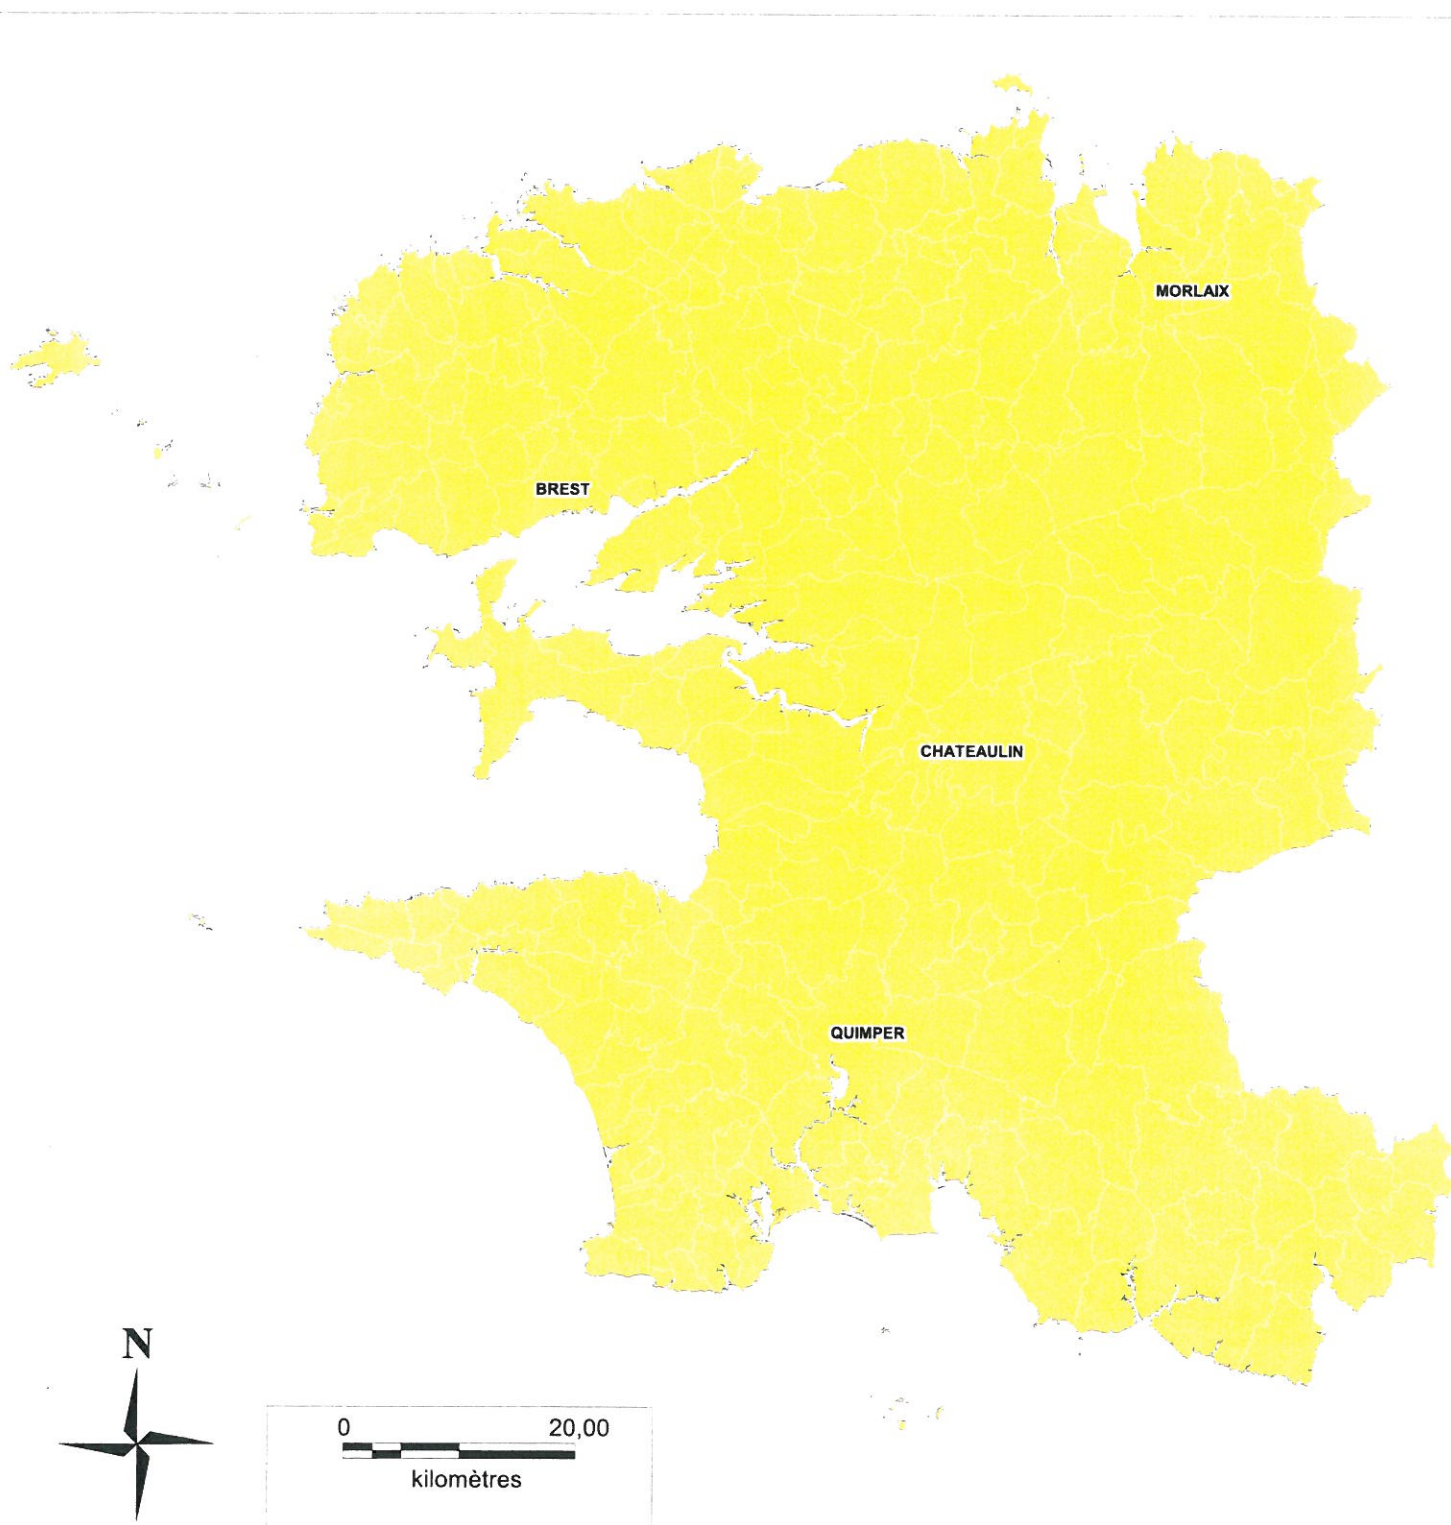 MORLAIX
BREST
CHATEAULIN
QUIMPER
N
0 20,00
kilomètres